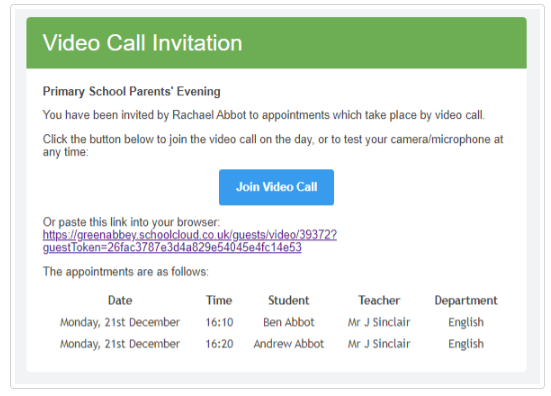 Video Call Invitation
Primary School Parents' Evening
You have been invited by Rachael Abbot to appointments which take place by video call.
Click the button below to join the video call on the day, or to test your camera/microphone at
any time:
Join Video Call
Or paste this link into your browser:
https://greenabbey.schoolcloud.co.uk/guests/video/39372?
guestToken=26fac3787e3d4a829e54045e4fc14e53
The appointments are as follows:
Date Time Student Teacher Department
Monday, 21st December 16:10 Ben Abbot Mr J Sinclair English
Monday, 21st December 16:20 Andrew Abbot Mr J Sinclair English